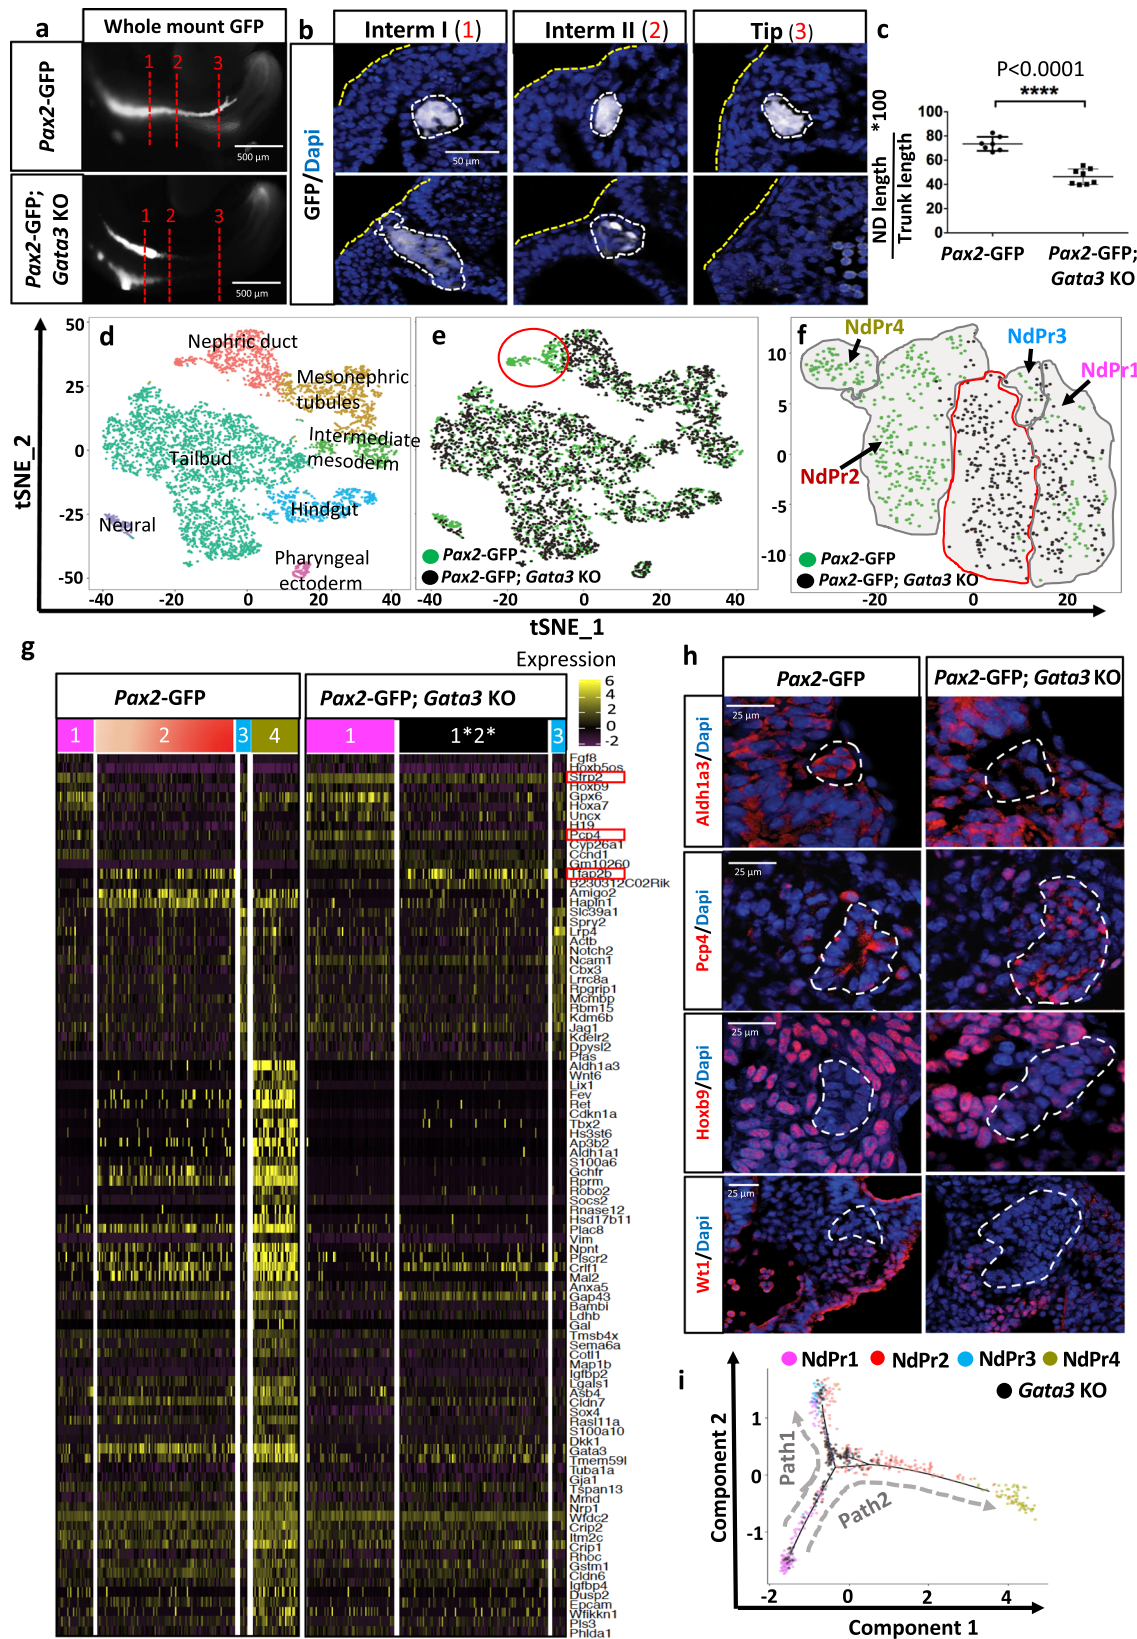 a
Whole mount GFP
Pax2-GFP
1
2
3
500 µm
Pax2-GFP;
Gata3 KO
1
2
3
500 µm
b
Interm I (1)
Interm II (2)
Tip (3)
GFP/Dapi
50 µm
c
P<0.0001
****
ND length
Trunk length
*100
100
80
60
40
20
0
Pax2-GFP
Pax2-GFP;
Gata3 KO
d
tSNE_2
50
25
0
-25
-50
Nephric duct
Mesonephric
tubules
Intermediate
mesoderm
Tailbud
Hindgut
Neural
Pharyngeal
ectoderm
-40
-20
0
20
40
e
Pax2-GFP
Pax2-GFP; Gata3 KO
-40
-20
0
20
40
f
NdPr4
NdPr3
NdPr1
NdPr2
10
5
0
-5
-10
Pax2-GFP
Pax2-GFP; Gata3 KO
-20
0
20
tSNE_1
g
Expression
6
4
2
0
-2
Pax2-GFP
Pax2-GFP; Gata3 KO
1
2
3
4
1
1*2*
3
Fgf8
Hoxb5os
Sfrp2
Hoxb9
Gpx6
Hoxa7
Uncx
H19
Pcp4
Cyp26a1
Ccnd1
Gm10260
Tfap2b
B230312C02Rik
Amigo2
Hapln1
Slc39a1
Spry2
Lrp4
Actb
Notch2
Ncam1
Cbx3
Lrrc8a
Rpgrip1
Mcmbp
Rbm15
Kdm6b
Jag1
Kdelr2
Dpysl2
Pfas
Aldh1a3
Wnt6
Lix1
Fev
Ret
Cdkn1a
Tbx2
Hs3st6
Ap3b2
Aldh1a1
S100a6
Gchfr
Rprm
Robo2
Socs2
Rnase12
Hsd17b11
Plac8
Vim
Npnt
Plscr2
Crlf1
Mal2
Anxa5
Gap43
Bambi
Ldhb
Gal
Tmsb4x
Sema6a
Cotl1
Map1b
Igfbp2
Lgals1
Asb4
Cldn7
Sox4
Rasl11a
S100a10
Dkk1
Gata3
Tmem59l
Tuba1a
Gja1
Tspan13
Mrnd
Nrp1
Wfdc2
Crip2
Itm2c
Crip1
Rhoc
Gstm1
Cldn6
Igfbp4
Dusp2
Epcam
Wfikkn1
Pls3
Phlda1
h
Pax2-GFP
Pax2-GFP; Gata3 KO
Aldh1a3/Dapi
25 µm
Pcp4/Dapi
25 µm
Hoxb9/Dapi
25 µm
Wt1/Dapi
25 µm
i
NdPr1
NdPr2
NdPr3
NdPr4
Gata3 KO
Component 2
1
0
-1
Path1
Path2
-2
0
2
4
Component 1